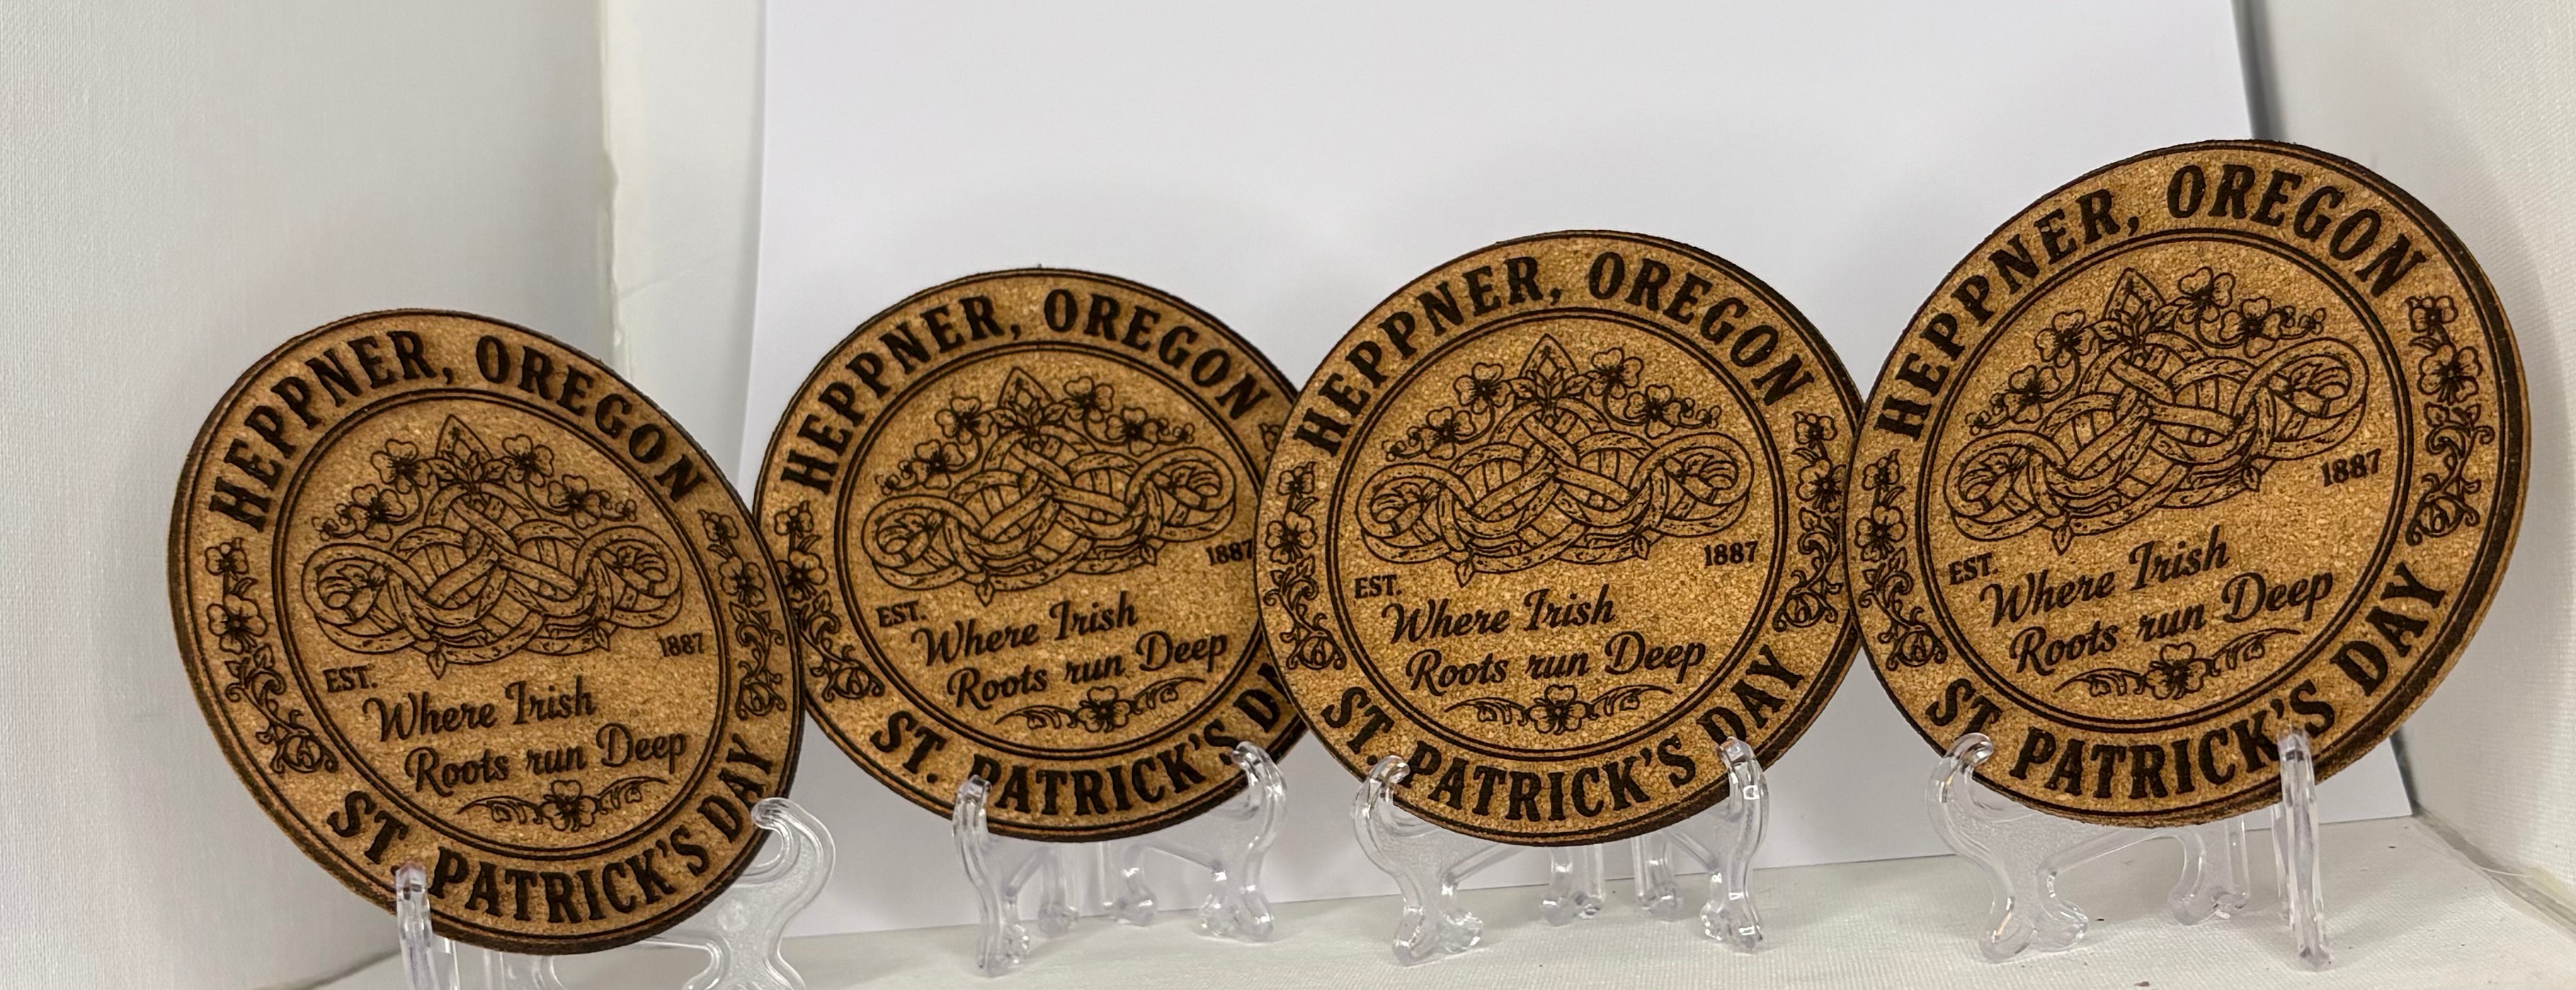 HEPPNER, OREGON
EST. 1887
Where Irish
Roots run Deep
ST. PATRICK'S DAY
HEPPNER, OREGON
EST. 1887
Where Irish
Roots run Deep
ST. PATRICK'S DA
HEPPNER, OREGON
EST. 1887
Where Irish
Roots run Deep
ST. PATRICK'S DAY
HEPPNER, OREGON
EST. 1887
Where Irish
Roots run Deep
ST. PATRICK'S DAY